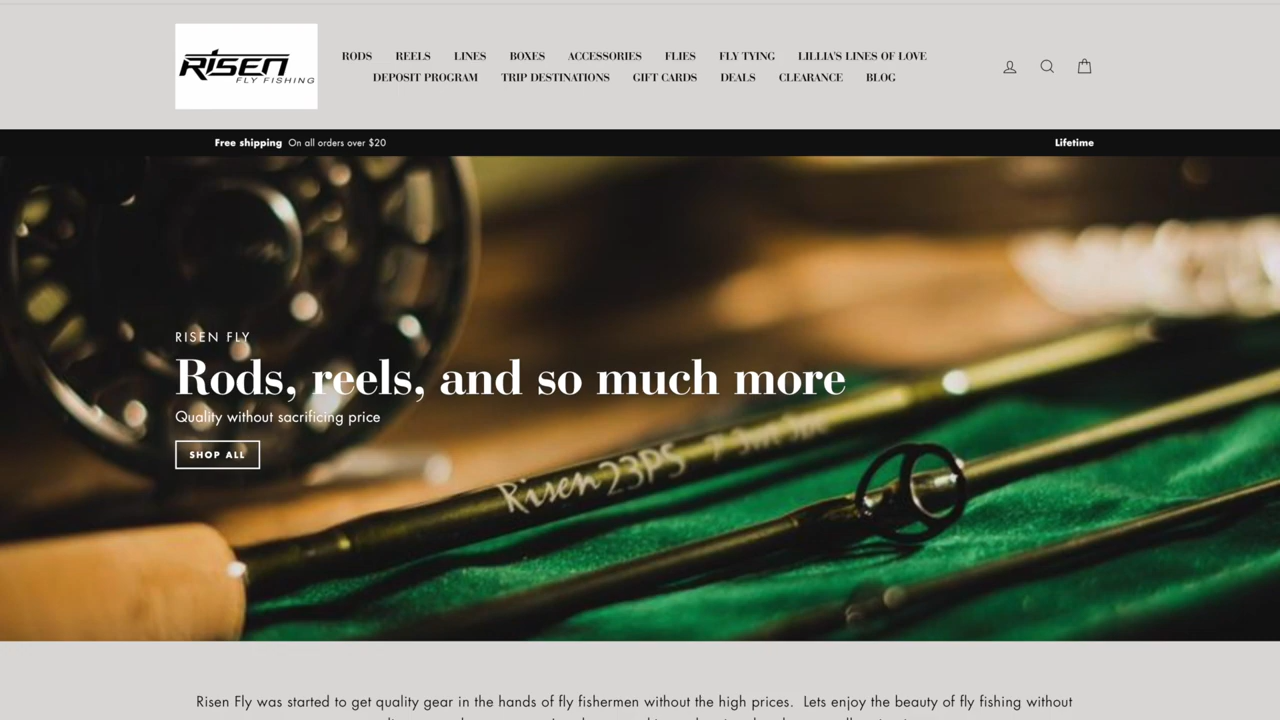 RISEN
FLY FISHING
RODS REELS LINES BOXES ACCESSORIES FLIES FLY TYING LILLIA'S LINES OF LOVE
DEPOSIT PROGRAM TRIP DESTINATIONS GIFT CARDS DEALS CLEARANCE BLOG
Free shipping On all orders over $20
Lifetime
RISEN FLY
Rods, reels, and so much more
Quality without sacrificing price
SHOP ALL
Risen 23PS
Risen Fly was started to get quality gear in the hands of fly fishermen without the high prices. Lets enjoy the beauty of fly fishing without